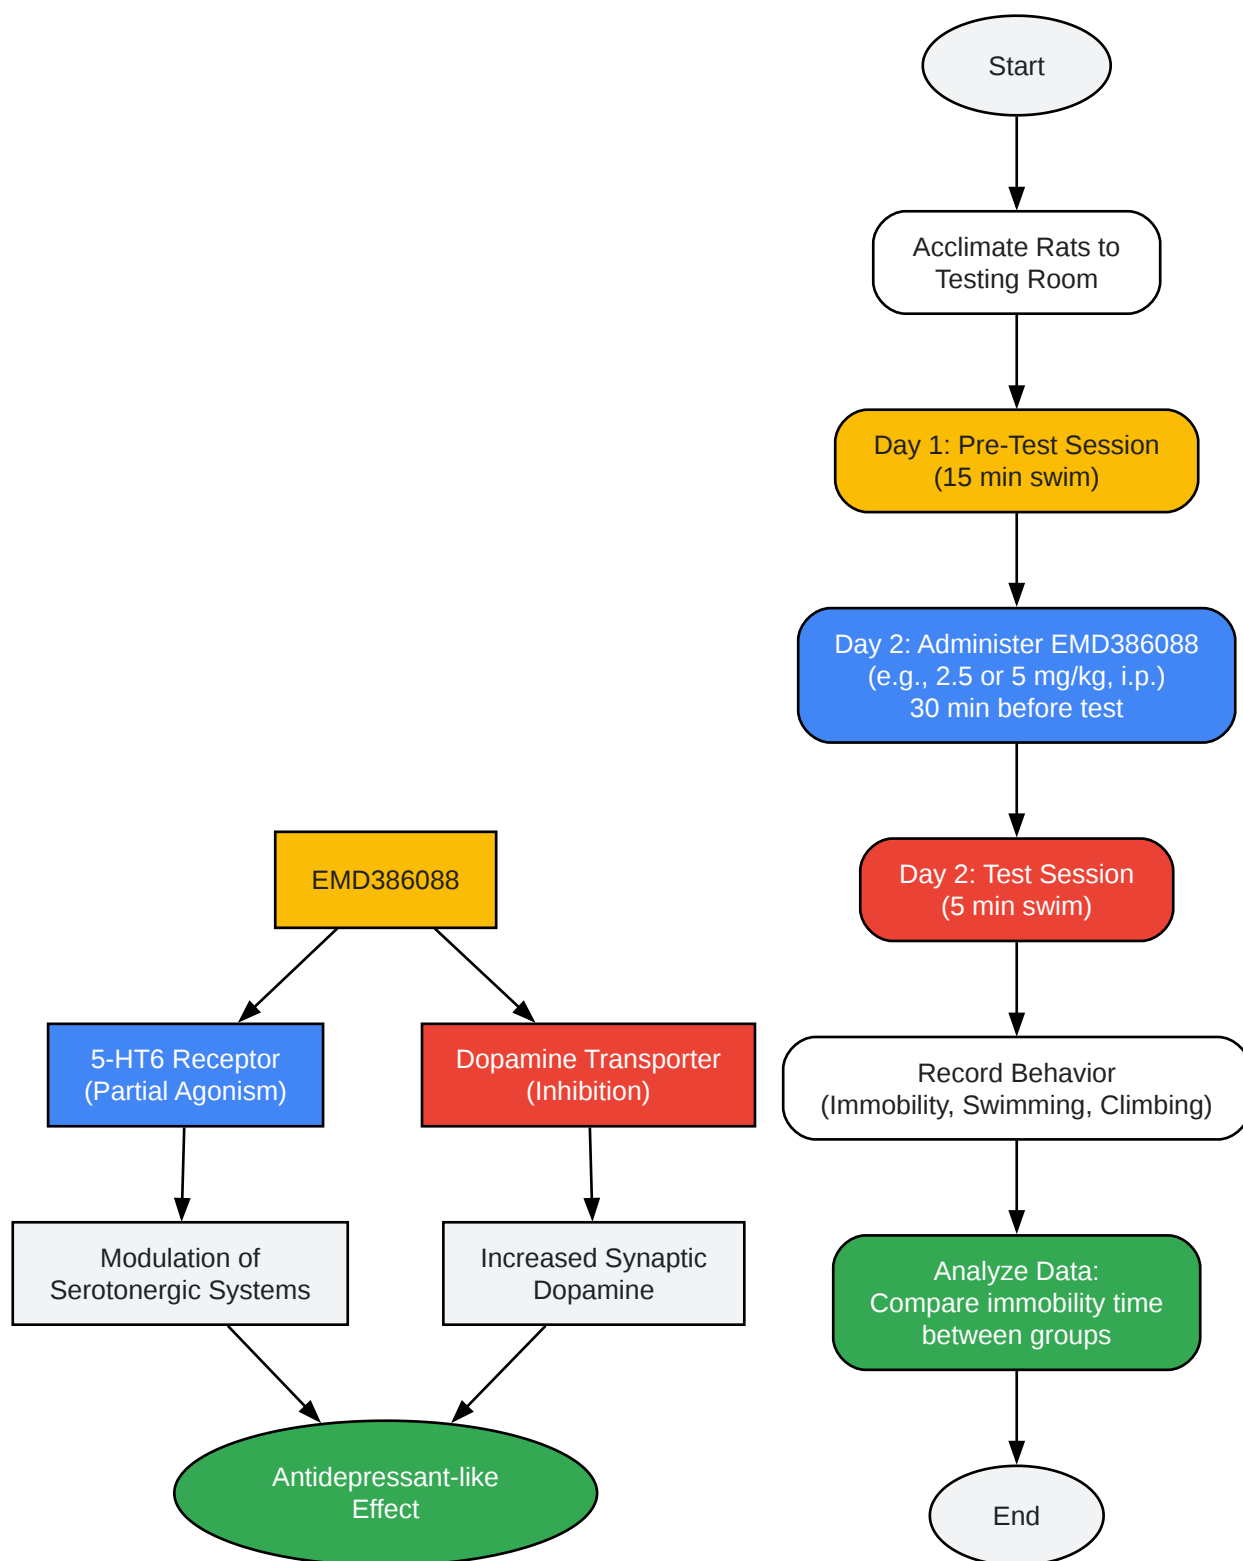 Start
Acclimate Rats to
Testing Room
Day 1: Pre-Test Session
(15 min swim)
Day 2: Administer EMD386088
(e.g., 2.5 or 5 mg/kg, i.p.)
30 min before test
Day 2: Test Session
(5 min swim)
Record Behavior
(Immobility, Swimming, Climbing)
Analyze Data:
Compare immobility time
between groups
End
EMD386088
5-HT6 Receptor
(Partial Agonism)
Dopamine Transporter
(Inhibition)
Modulation of
Serotonergic Systems
Increased Synaptic
Dopamine
Antidepressant-like
Effect